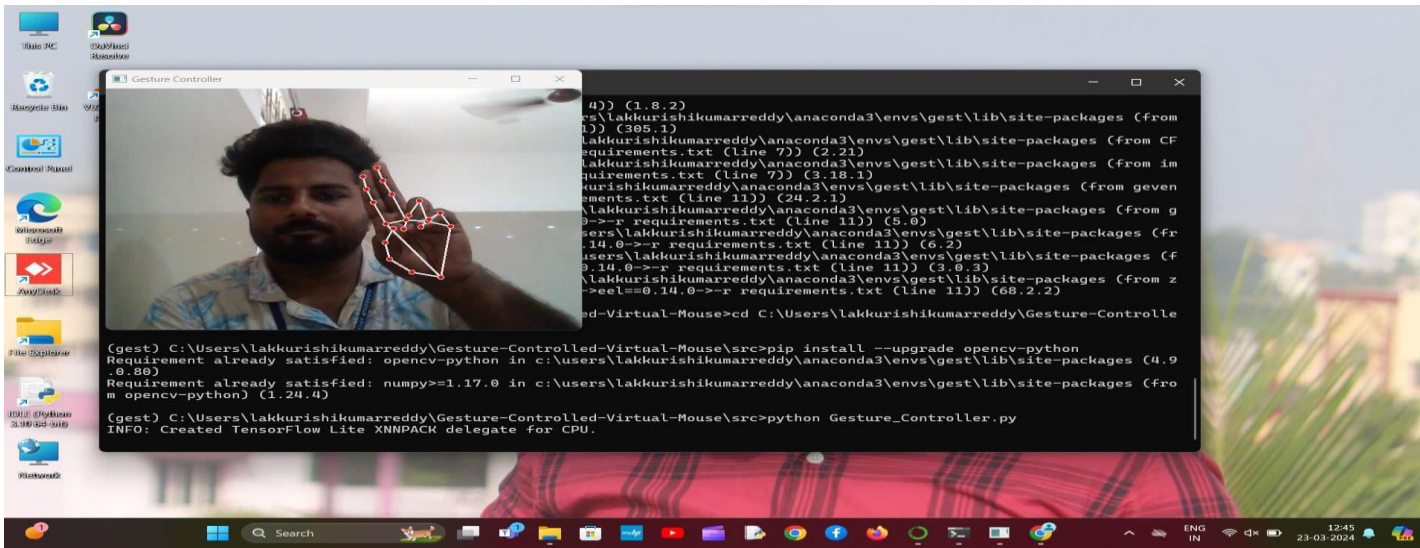 This PC
DaVinci
Resolve
Recycle Bin
Control Panel
Microsoft
Edge
AnyDesk
File Explorer
IDLE (Python
3.10 64-bit)
Network
Gesture Controller
4)) (1.8.2)
rs\lakkurishikumarreddy\anaconda3\envs\gest\lib\site-packages (from
1)) (305.1)
lakkurishikumarreddy\anaconda3\envs\gest\lib\site-packages (from CF
equirements.txt (line 7)) (2.21)
lakkurishikumarreddy\anaconda3\envs\gest\lib\site-packages (from im
quirements.txt (line 7)) (3.18.1)
kurishikumarreddy\anaconda3\envs\gest\lib\site-packages (from geven
ements.txt (line 11)) (24.2.1)
\lakkurishikumarreddy\anaconda3\envs\gest\lib\site-packages (from g
0->-r requirements.txt (line 11)) (5.0)
sers\lakkurishikumarreddy\anaconda3\envs\gest\lib\site-packages (fr
.14.0->-r requirements.txt (line 11)) (6.2)
users\lakkurishikumarreddy\anaconda3\envs\gest\lib\site-packages (f
0.14.0->-r requirements.txt (line 11)) (3.0.3)
\lakkurishikumarreddy\anaconda3\envs\gest\lib\site-packages (from z
->eel==0.14.0->-r requirements.txt (line 11)) (68.2.2)
ed-Virtual-Mouse>cd C:\Users\lakkurishikumarreddy\Gesture-Controlle
(gest) C:\Users\lakkurishikumarreddy\Gesture-Controlled-Virtual-Mouse\src>pip install --upgrade opencv-python
Requirement already satisfied: opencv-python in c:\users\lakkurishikumarreddy\anaconda3\envs\gest\lib\site-packages (4.9
.0.80)
Requirement already satisfied: numpy>=1.17.0 in c:\users\lakkurishikumarreddy\anaconda3\envs\gest\lib\site-packages (fro
m opencv-python) (1.24.4)
(gest) C:\Users\lakkurishikumarreddy\Gesture-Controlled-Virtual-Mouse\src>python Gesture_Controller.py
INFO: Created TensorFlow Lite XNNPACK delegate for CPU.
Search
ENG
IN
12:45
23-03-2024